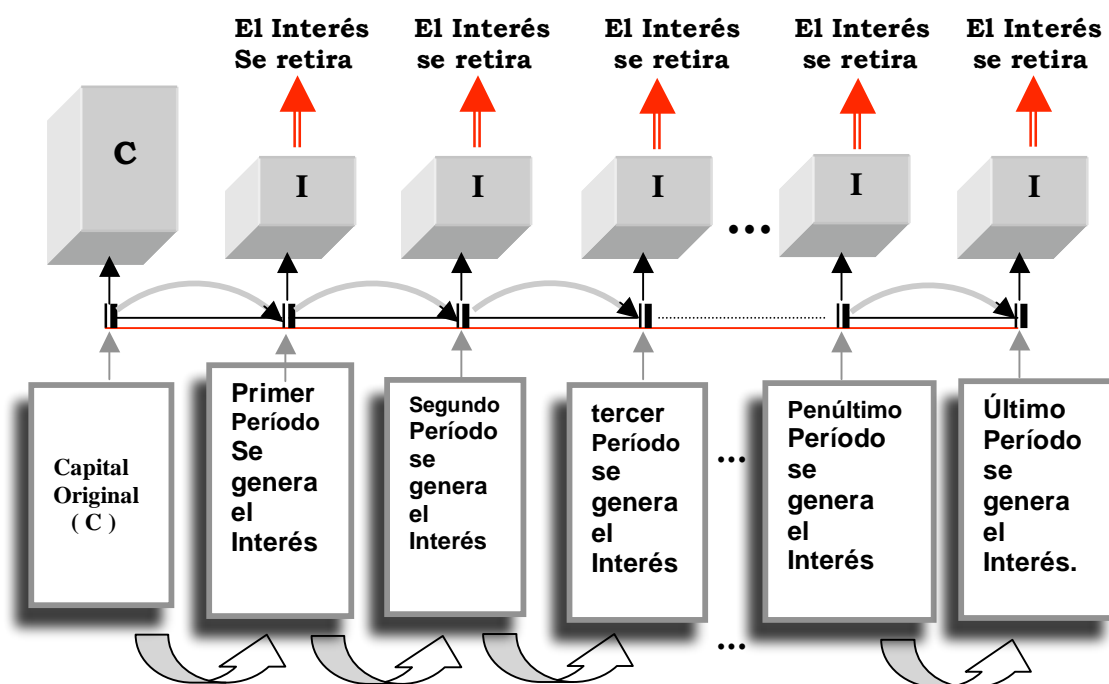 El Interés
Se retira
El Interés
se retira
El Interés
se retira
El Interés
se retira
El Interés
se retira
C
I
I
I
...
I
I
Capital
Original
( C )
Primer
Período
Se
genera
el
Interés
Segundo
Período
se
genera
el
Interés
tercer
Período
se
genera
el
Interés
...
Penúltimo
Período
se
genera
el
Interés
Último
Período
se
genera
el
Interés.
...